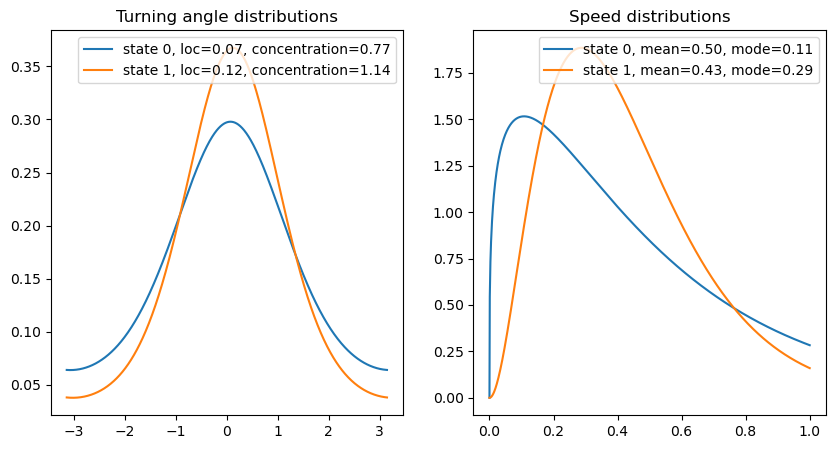 Turning angle distributions
state 0, loc=0.07, concentration=0.77
state 1, loc=0.12, concentration=1.14
0.35
0.30
0.25
0.20
0.15
0.10
0.05
−3 −2 −1 0 1 2 3
Speed distributions
state 0, mean=0.50, mode=0.11
state 1, mean=0.43, mode=0.29
1.75
1.50
1.25
1.00
0.75
0.50
0.25
0.00
0.0 0.2 0.4 0.6 0.8 1.0